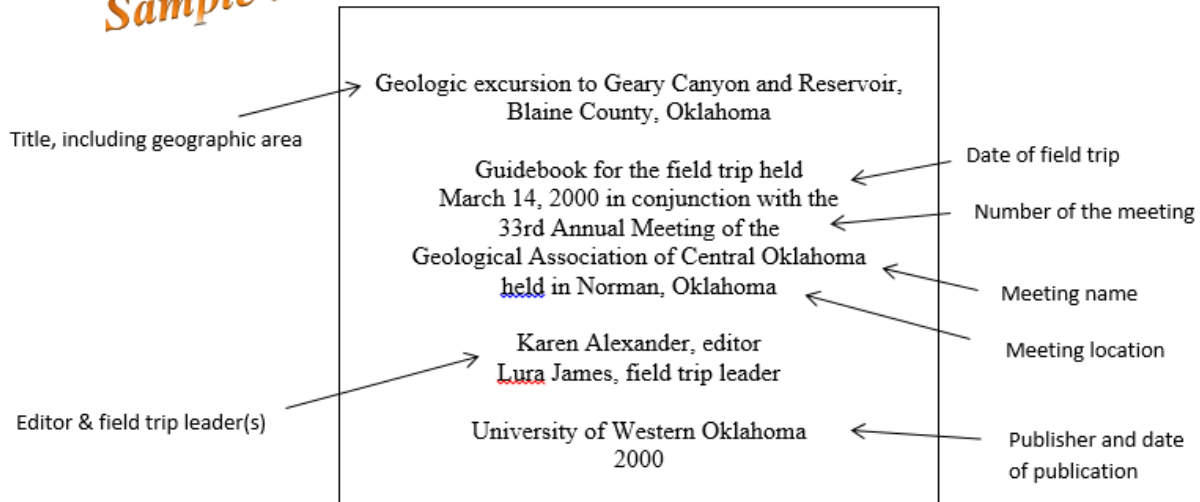 Sample
Geologic excursion to Geary Canyon and Reservoir,
Blaine County, Oklahoma
Title, including geographic area
Guidebook for the field trip held
March 14, 2000 in conjunction with the
33rd Annual Meeting of the
Geological Association of Central Oklahoma
held in Norman, Oklahoma
Date of field trip
Number of the meeting
Meeting name
Meeting location
Karen Alexander, editor
Lura James, field trip leader
Editor & field trip leader(s)
University of Western Oklahoma
2000
Publisher and date
of publication